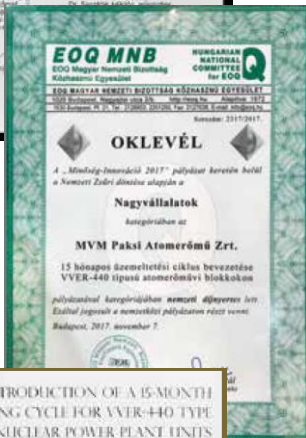 EOQ MNB
EOQ Magyar Nemzeti Bizottság
Közhasznú Egyesület
HUNGARIAN
NATIONAL
COMMITTEE
for EOQ
EOQ MAGYAR NEMZETI BIZOTTSÁG KÖZHASZNÚ EGYESÜLET
2317/2017.
OKLEVÉL
A „Minőség-Innováció 2017” pályázat keretén belül
a Nemzeti Zsűri döntése alapján a
Nagyvállalatok
kategóriában az
MVM Paksi Atomerőmű Zrt.
15 hónapos üzemeltetési ciklus bevezetése
VVER-440 típusú atomerőművi blokkokon
pályázatával kategóriájában nemzeti díjnyertes lett.
Ezáltal jogosult a nemzetközi pályázaton részt venni.
Budapest, 2017. november 7.
TRODUCTION OF A 15-MONTH
NG CYCLE FOR VVER-440 TYPE
NUCLEAR POWER PLANT UNITS